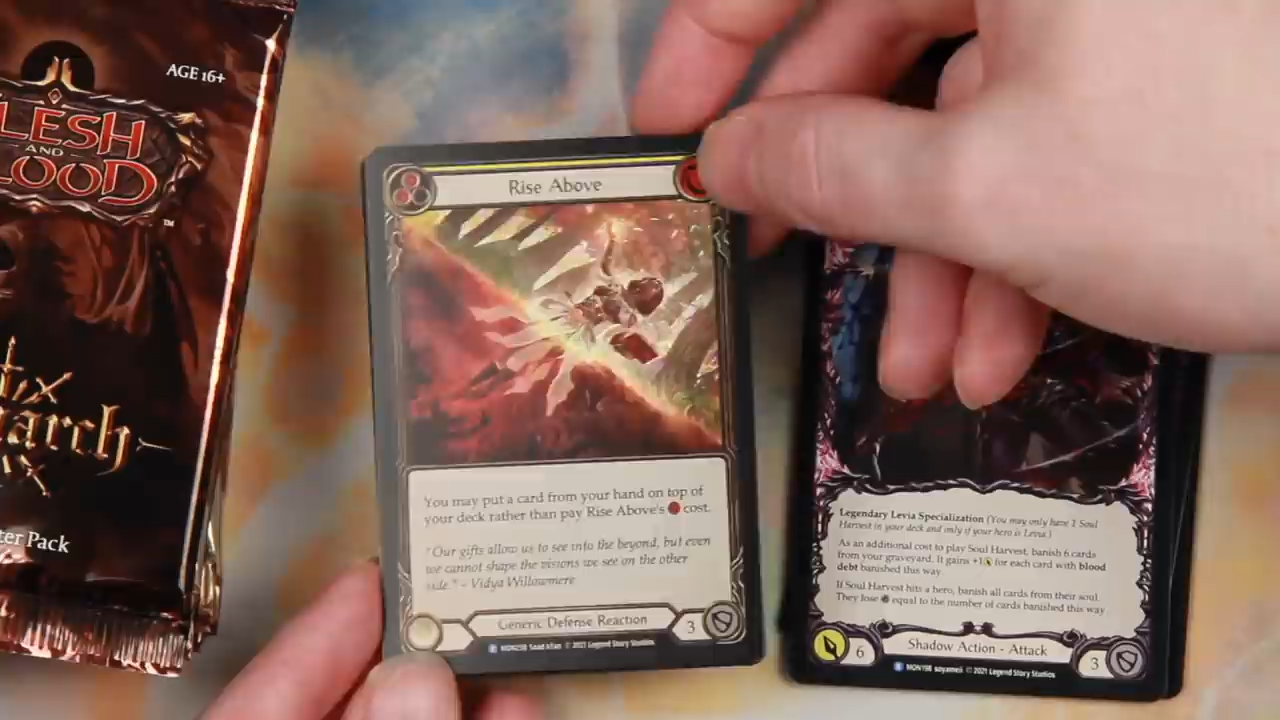 AGE 16+
LESH
AND
LOOD
TM
arch
ter Pack
Rise Above
You may put a card from your hand on top of
your deck rather than pay Rise Above's cost.
"Our gifts allow us to see into the beyond, but even
we cannot shape the visions we see on the other
side." - Vidya Willowmere
Generic Defense Reaction
3
© 2021 Legend Story Studios
Legendary Levia Specialization (You may only have 1 Soul
Harvest in your deck and only if your hero is Levia.)
As an additional cost to play Soul Harvest, banish 6 cards
from your graveyard. It gains +1 for each card with blood
debt banished this way.
If Soul Harvest hits a hero, banish all cards from their soul.
They lose equal to the number of cards banished this way
6
Shadow Action - Attack
3
MON198 soyameii © 2021 Legend Story Studios